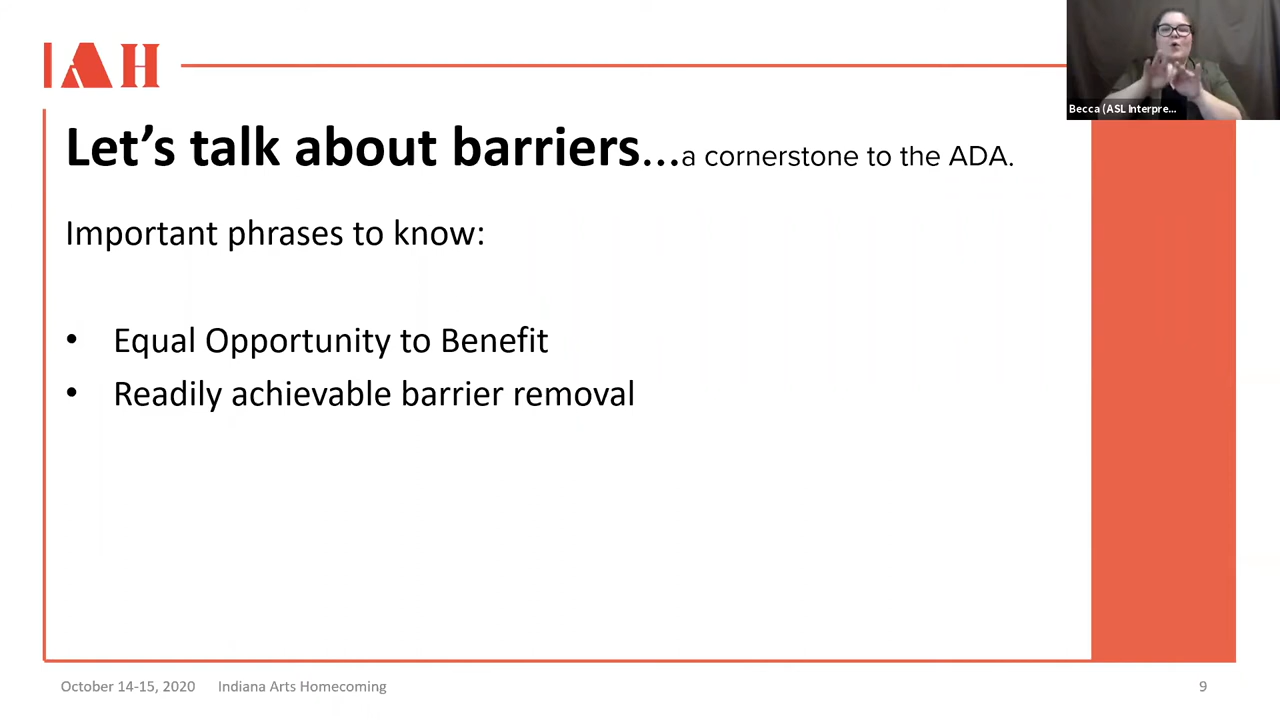 IAH
Becca (ASL Interpre...
Let's talk about barriers...a cornerstone to the ADA.
Important phrases to know:
• Equal Opportunity to Benefit
• Readily achievable barrier removal
October 14-15, 2020 Indiana Arts Homecoming 9